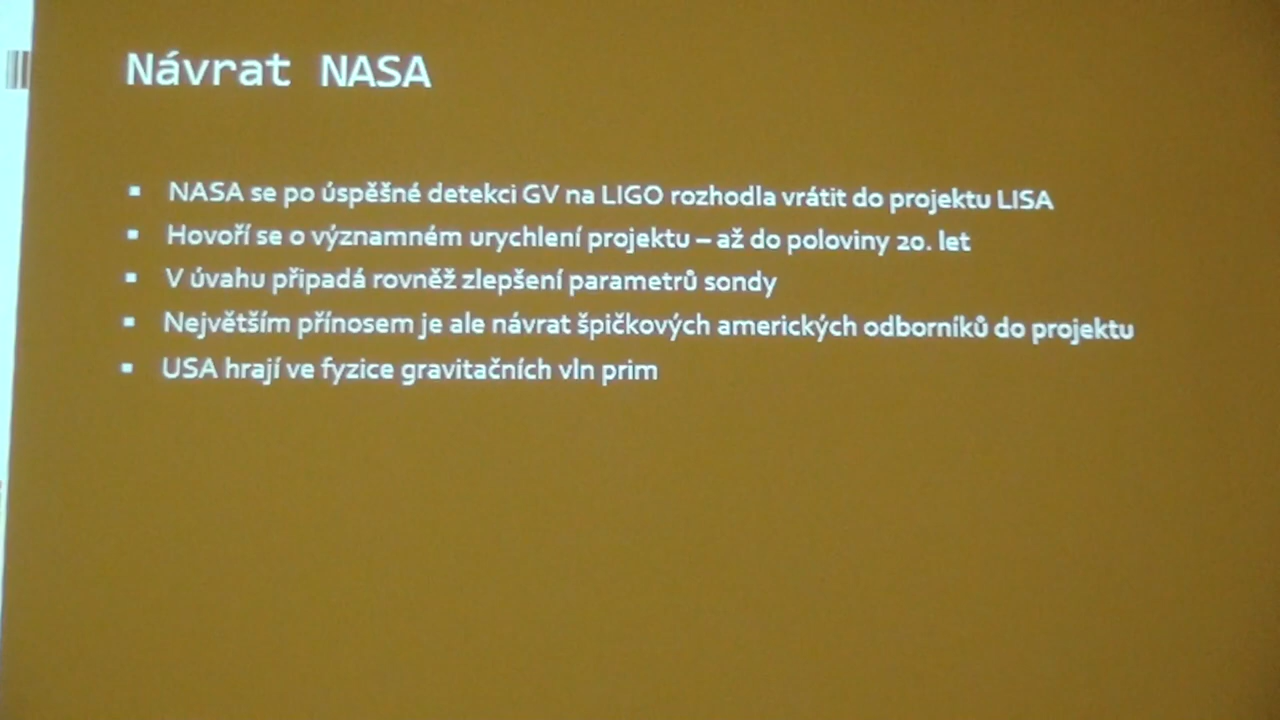 Návrat NASA
▪ NASA se po úspěšné detekci GV na LIGO rozhodla vrátit do projektu LISA
▪ Hovoří se o významném urychlení projektu – až do poloviny 20. let
▪ V úvahu připadá rovněž zlepšení parametrů sondy
▪ Největším přínosem je ale návrat špičkových amerických odborníků do projektu
▪ USA hrají ve fyzice gravitačních vln prim